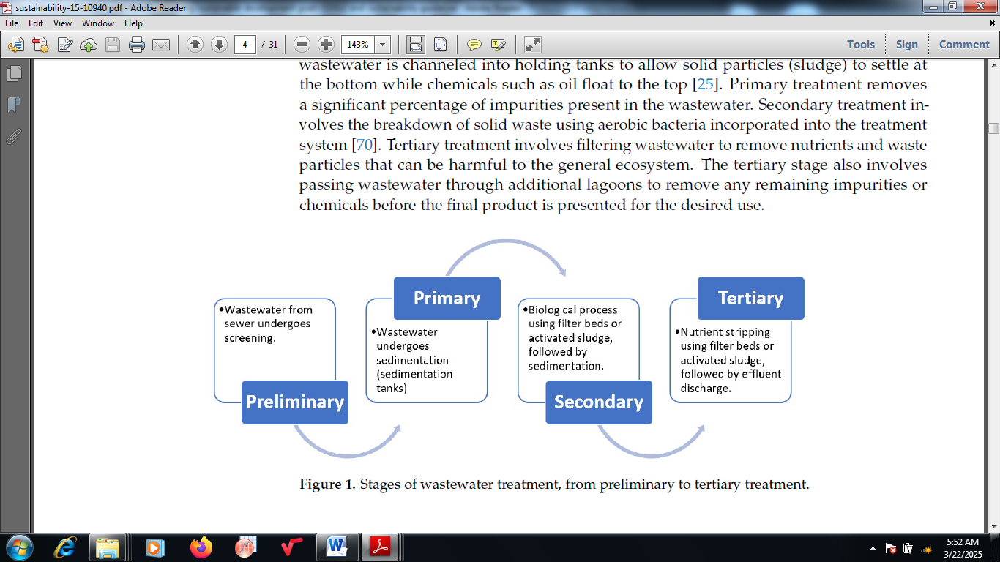 sustainability-15-10940.pdf - Adobe Reader
File Edit View Window Help
4 / 31
143%
Tools Sign Comment
wastewater is channeled into holding tanks to allow solid particles (sludge) to settle at
the bottom while chemicals such as oil float to the top [25]. Primary treatment removes
a significant percentage of impurities present in the wastewater. Secondary treatment in-
volves the breakdown of solid waste using aerobic bacteria incorporated into the treatment
system [70]. Tertiary treatment involves filtering wastewater to remove nutrients and waste
particles that can be harmful to the general ecosystem. The tertiary stage also involves
passing wastewater through additional lagoons to remove any remaining impurities or
chemicals before the final product is presented for the desired use.
•Wastewater from
sewer undergoes
screening.
Preliminary
Primary
•Wastewater
undergoes
sedimentation
(sedimentation
tanks)
•Biological process
using filter beds or
activated sludge,
followed by
sedimentation.
Secondary
Tertiary
•Nutrient stripping
using filter beds or
activated sludge,
followed by effluent
discharge.
Figure 1. Stages of wastewater treatment, from preliminary to tertiary treatment.
5:52 AM
3/22/2025